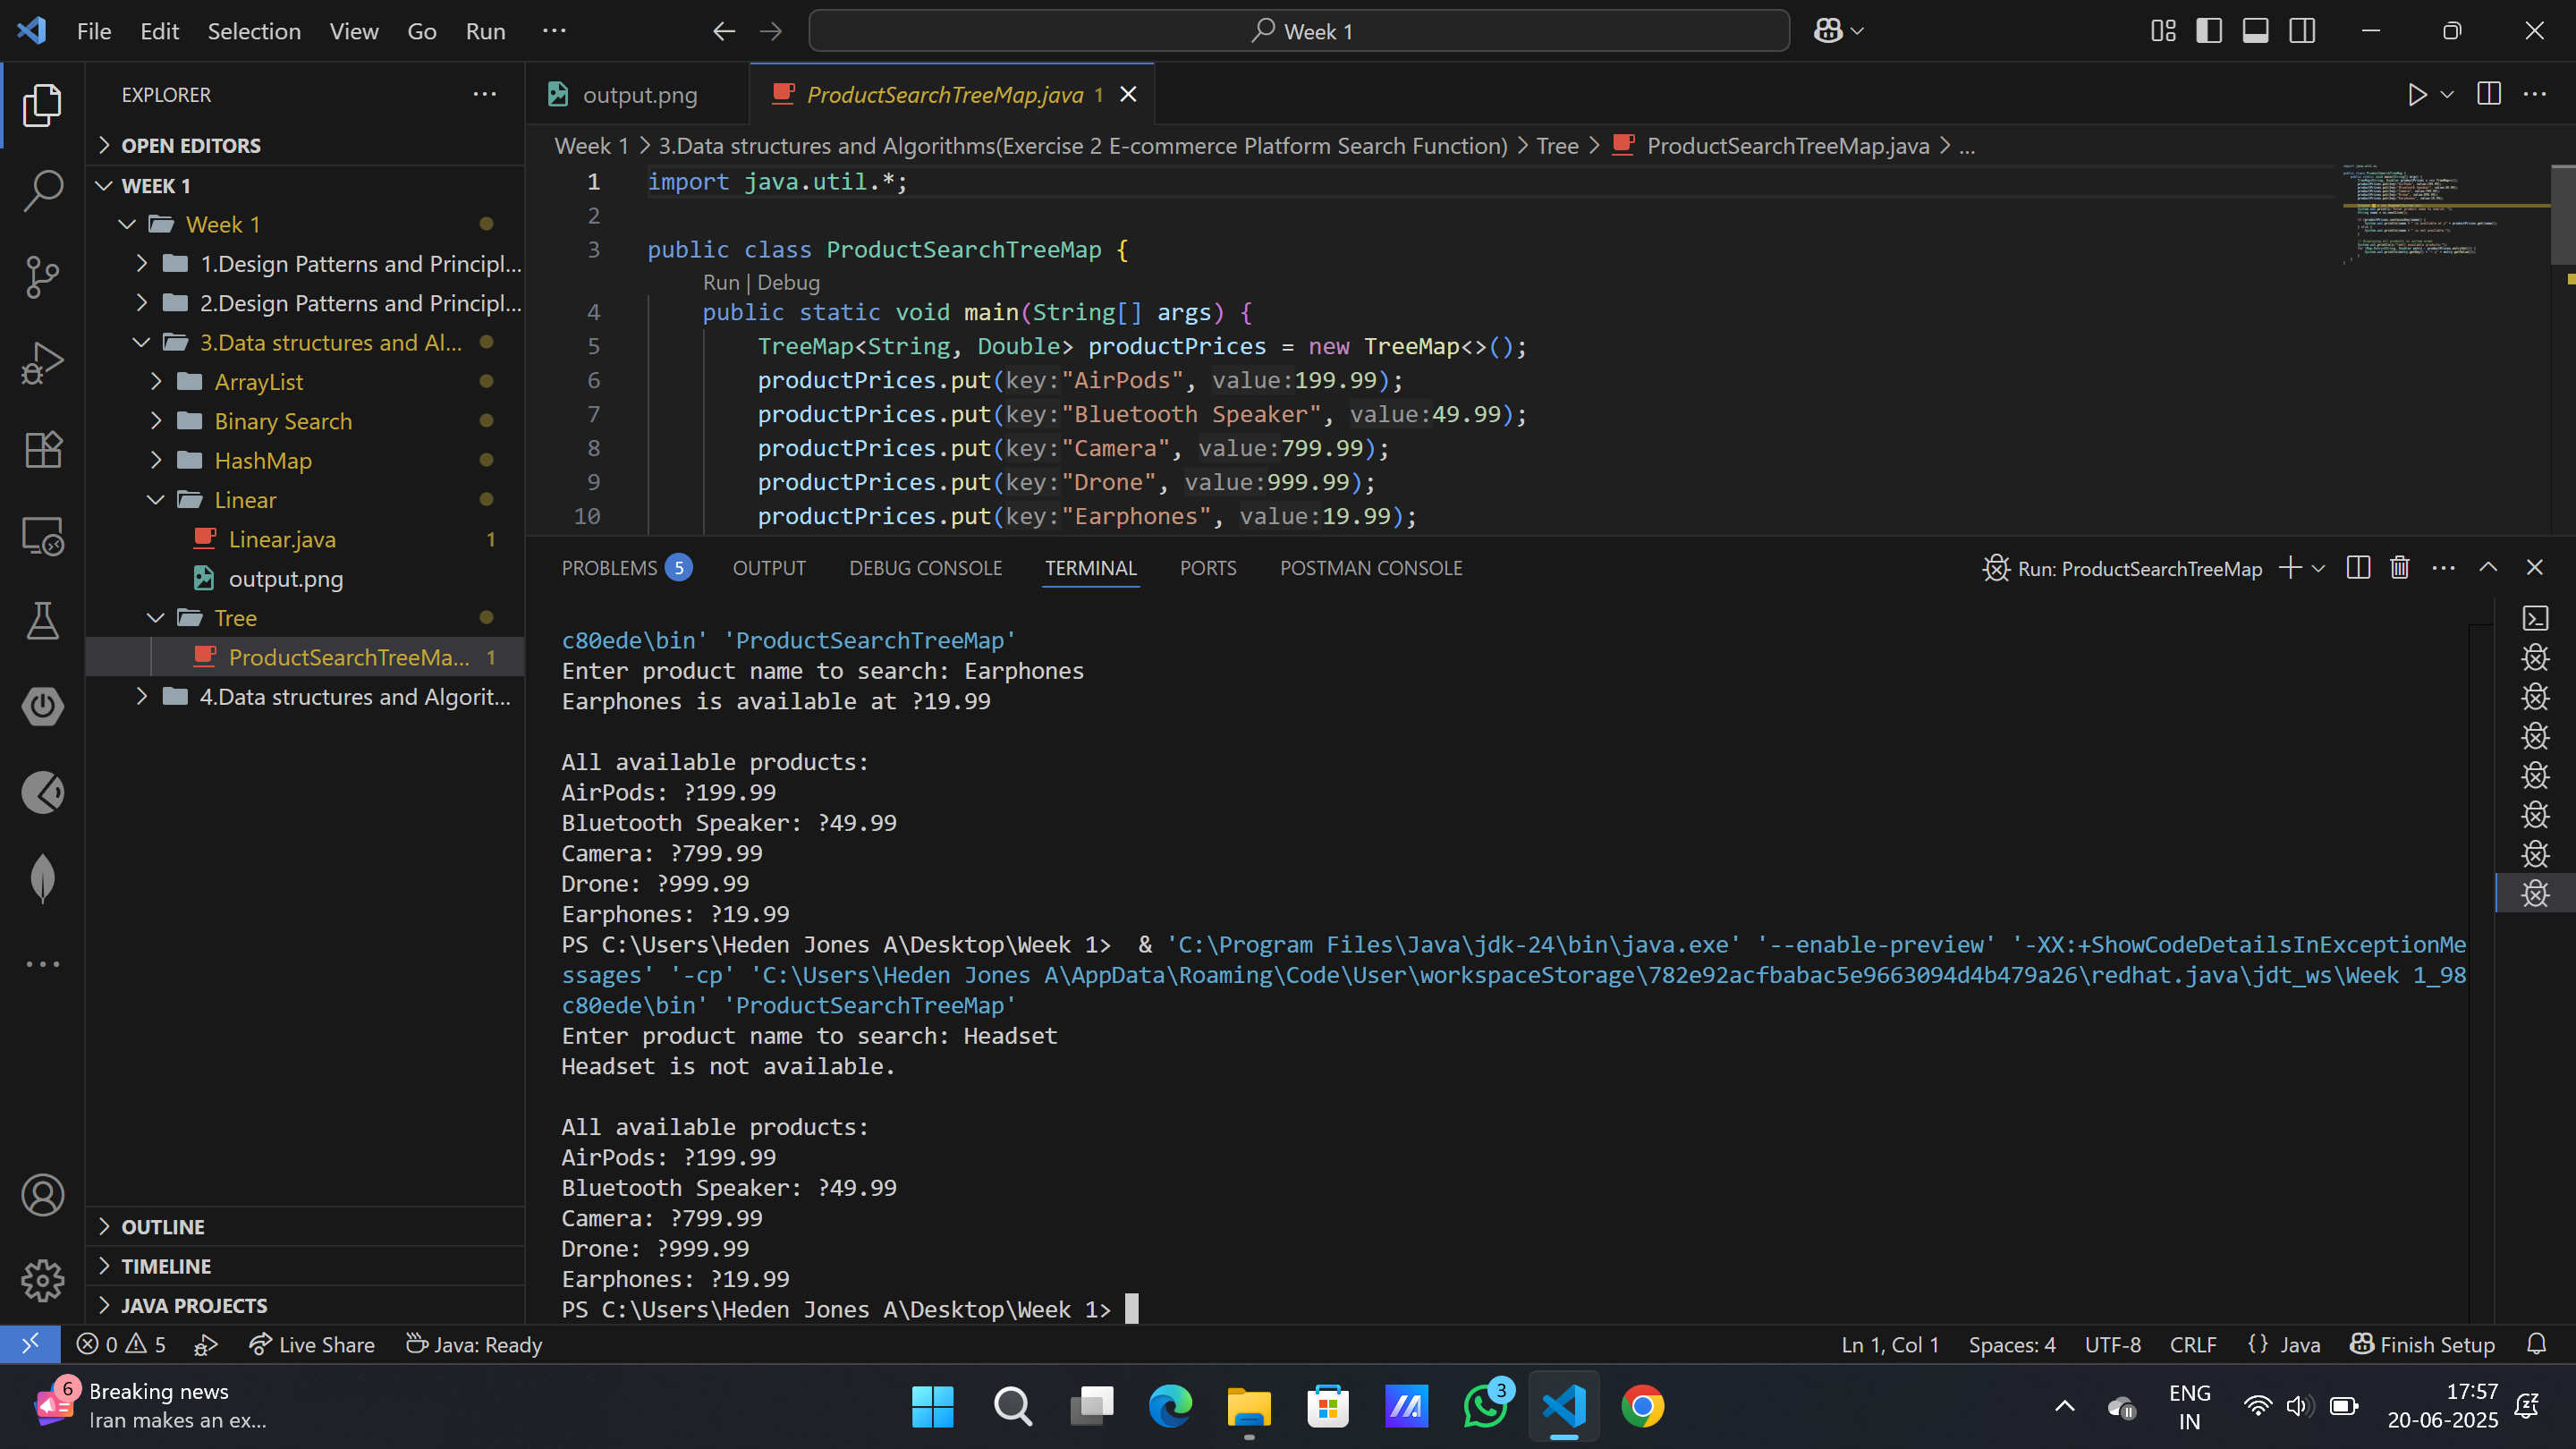 File Edit Selection View Go Run ···
Week 1
EXPLORER ···
OPEN EDITORS
WEEK 1
Week 1
1.Design Patterns and Principl...
2.Design Patterns and Principl...
3.Data structures and Al...
ArrayList
Binary Search
HashMap
Linear
Linear.java 1
output.png
Tree
ProductSearchTreeMa... 1
4.Data structures and Algorit...
OUTLINE
TIMELINE
JAVA PROJECTS
output.png
ProductSearchTreeMap.java 1
Week 1 > 3.Data structures and Algorithms(Exercise 2 E-commerce Platform Search Function) > Tree > ProductSearchTreeMap.java > ...
1 import java.util.*;
2
3 public class ProductSearchTreeMap {
Run | Debug
4 public static void main(String[] args) {
5 TreeMap<String, Double> productPrices = new TreeMap<>();
6 productPrices.put(key:"AirPods", value:199.99);
7 productPrices.put(key:"Bluetooth Speaker", value:49.99);
8 productPrices.put(key:"Camera", value:799.99);
9 productPrices.put(key:"Drone", value:999.99);
10 productPrices.put(key:"Earphones", value:19.99);
PROBLEMS 5 OUTPUT DEBUG CONSOLE TERMINAL PORTS POSTMAN CONSOLE
Run: ProductSearchTreeMap
c80ede\bin' 'ProductSearchTreeMap'
Enter product name to search: Earphones
Earphones is available at ?19.99
All available products:
AirPods: ?199.99
Bluetooth Speaker: ?49.99
Camera: ?799.99
Drone: ?999.99
Earphones: ?19.99
PS C:\Users\Heden Jones A\Desktop\Week 1>  & 'C:\Program Files\Java\jdk-24\bin\java.exe' '--enable-preview' '-XX:+ShowCodeDetailsInExceptionMe
ssages' '-cp' 'C:\Users\Heden Jones A\AppData\Roaming\Code\User\workspaceStorage\782e92acfbabac5e9663094d4b479a26\redhat.java\jdt_ws\Week 1_98
c80ede\bin' 'ProductSearchTreeMap'
Enter product name to search: Headset
Headset is not available.
All available products:
AirPods: ?199.99
Bluetooth Speaker: ?49.99
Camera: ?799.99
Drone: ?999.99
Earphones: ?19.99
PS C:\Users\Heden Jones A\Desktop\Week 1>
0 5 Live Share Java: Ready
Ln 1, Col 1 Spaces: 4 UTF-8 CRLF {} Java Finish Setup
6 Breaking news
Iran makes an ex...
3
ENG
IN
17:57
20-06-2025